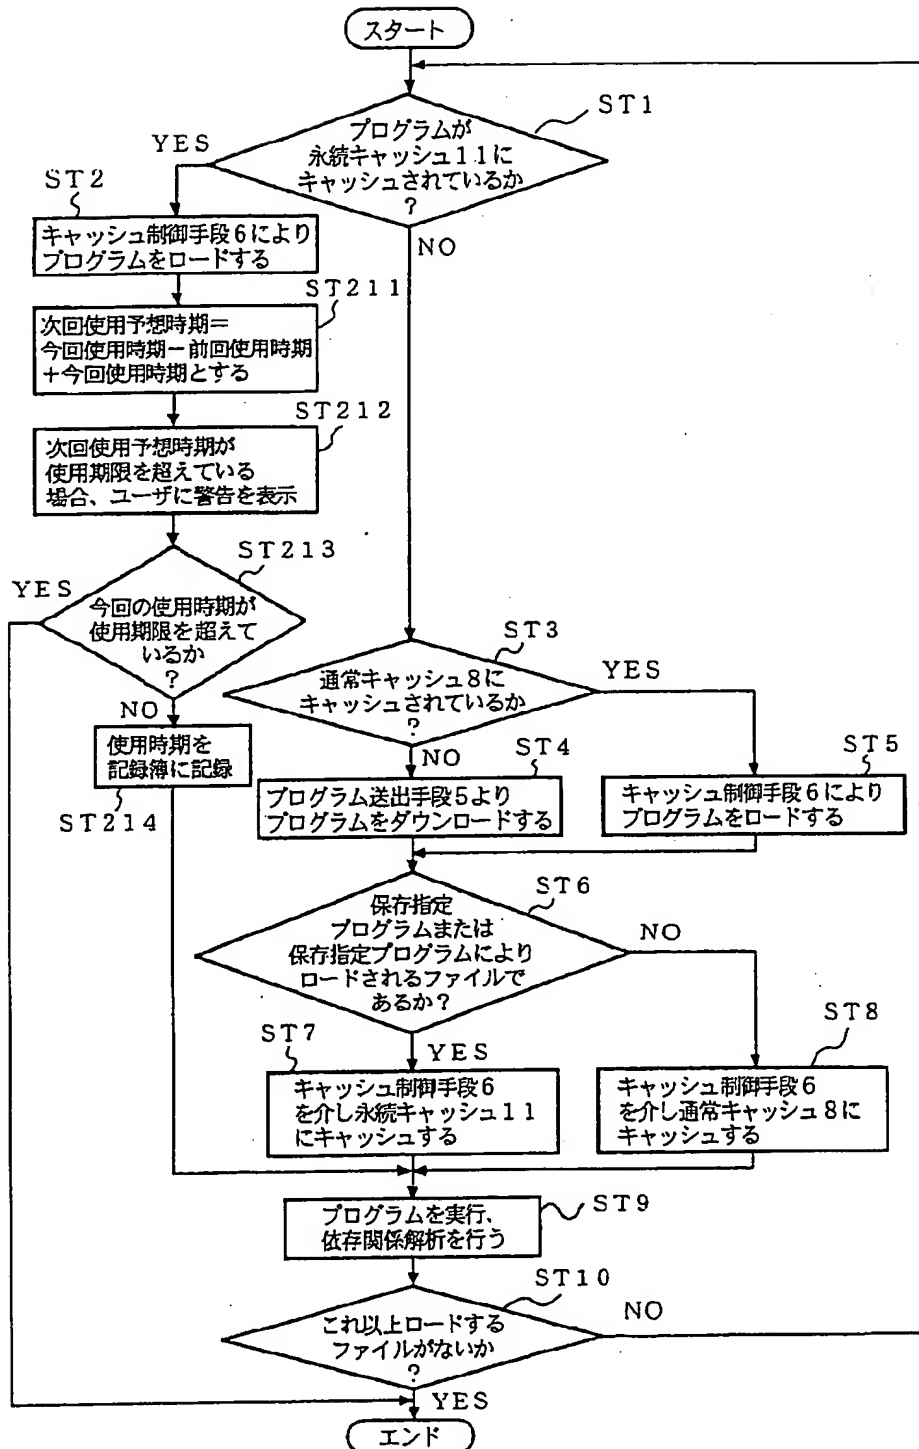 スタート
ST1
プログラムが
永続キャッシュ11に
キャッシュされているか
?
YES
NO
ST2
キャッシュ制御手段6により
プログラムをロードする
ST211
次回使用予想時期=
今回使用時期-前回使用時期
+今回使用時期とする
ST212
次回使用予想時期が
使用期限を超えている
場合、ユーザに警告を表示
ST213
YES
今回の使用時期が
使用期限を超えて
いるか
?
NO
使用時期を
記録簿に記録
ST214
ST3
通常キャッシュ8に
キャッシュされているか
?
YES
NO
ST4
プログラム送出手段5より
プログラムをダウンロードする
ST5
キャッシュ制御手段6により
プログラムをロードする
ST6
保存指定
プログラムまたは
保存指定プログラムにより
ロードされるファイルで
あるか?
NO
YES
ST7
キャッシュ制御手段6
を介し永続キャッシュ11
にキャッシュする
ST8
キャッシュ制御手段6
を介し通常キャッシュ8に
キャッシュする
ST9
プログラムを実行、
依存関係解析を行う
ST10
これ以上ロードする
ファイルがないか
?
NO
YES
エンド